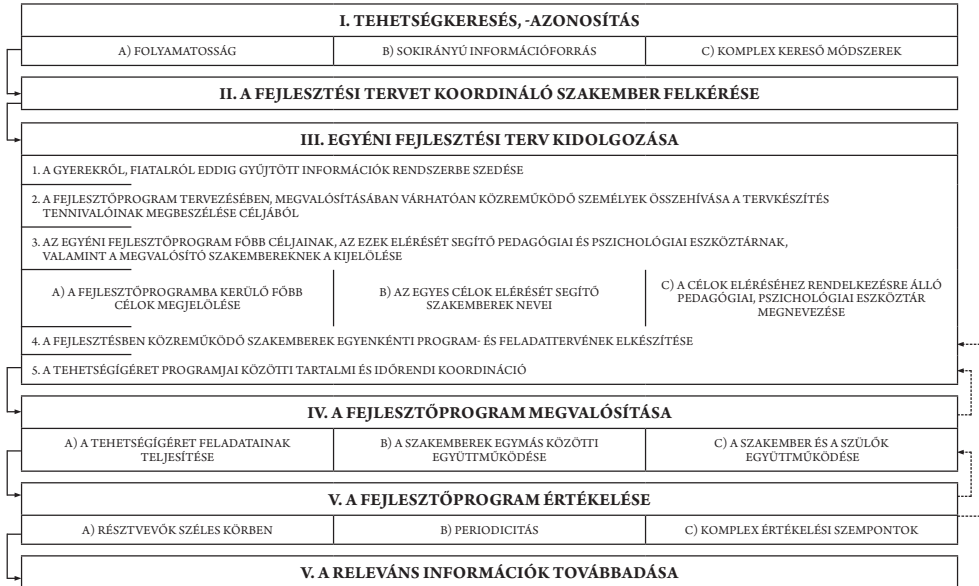 I. TEHETSÉGKERESÉS, -AZONOSÍTÁS
A) FOLYAMATOSSÁG
B) SOKIRÁNYÚ INFORMÁCIÓFORRÁS
C) KOMPLEX KERESŐ MÓDSZEREK
II. A FEJLESZTÉSI TERVET KOORDINÁLÓ SZAKEMBER FELKÉRÉSE
III. EGYÉNI FEJLESZTÉSI TERV KIDOLGOZÁSA
1. A GYEREKRŐL, FIATALRÓL EDDIG GYŰJTÖTT INFORMÁCIÓK RENDSZERBE SZEDÉSE
2. A FEJLESZTŐPROGRAM TERVEZÉSÉBEN, MEGVALÓSÍTÁSÁBAN VÁRHATÓAN KÖZREMŰKÖDŐ SZEMÉLYEK ÖSSZEHÍVÁSA A TERVKÉSZÍTÉS
TENNIVALÓINAK MEGBESZÉLÉSE CÉLJÁBÓL
3. AZ EGYÉNI FEJLESZTŐPROGRAM FŐBB CÉLJAINAK, AZ EZEK ELÉRÉSÉT SEGÍTŐ PEDAGÓGIAI ÉS PSZICHOLÓGIAI ESZKÖZTÁRNAK,
VALAMINT A MEGVALÓSÍTÓ SZAKEMBEREKNEK A KIJELÖLÉSE
A) A FEJLESZTŐPROGRAMBA KERÜLŐ FŐBB
CÉLOK MEGJELÖLÉSE
B) AZ EGYES CÉLOK ELÉRÉSÉT SEGÍTŐ
SZAKEMBEREK NEVEI
C) A CÉLOK ELÉRÉSÉHEZ RENDELKEZÉSRE ÁLLÓ
PEDAGÓGIAI, PSZICHOLÓGIAI ESZKÖZTÁR
MEGNEVEZÉSE
4. A FEJLESZTÉSBEN KÖZREMŰKÖDŐ SZAKEMBEREK EGYENKÉNTI PROGRAM- ÉS FELADATTERVÉNEK ELKÉSZÍTÉSE
5. A TEHETSÉGÍGÉRET PROGRAMJAI KÖZÖTTI TARTALMI ÉS IDŐRENDI KOORDINÁCIÓ
IV. A FEJLESZTŐPROGRAM MEGVALÓSÍTÁSA
A) A TEHETSÉGÍGÉRET FELADATAINAK
TELJESÍTÉSE
B) A SZAKEMBEREK EGYMÁS KÖZÖTTI
EGYÜTTMŰKÖDÉSE
C) A SZAKEMBER ÉS A SZÜLŐK
EGYÜTTMŰKÖDÉSE
V. A FEJLESZTŐPROGRAM ÉRTÉKELÉSE
A) RÉSZTVEVŐK SZÉLES KÖRBEN
B) PERIODICITÁS
C) KOMPLEX ÉRTÉKELÉSI SZEMPONTOK
V. A RELEVÁNS INFORMÁCIÓK TOVÁBBADÁSA